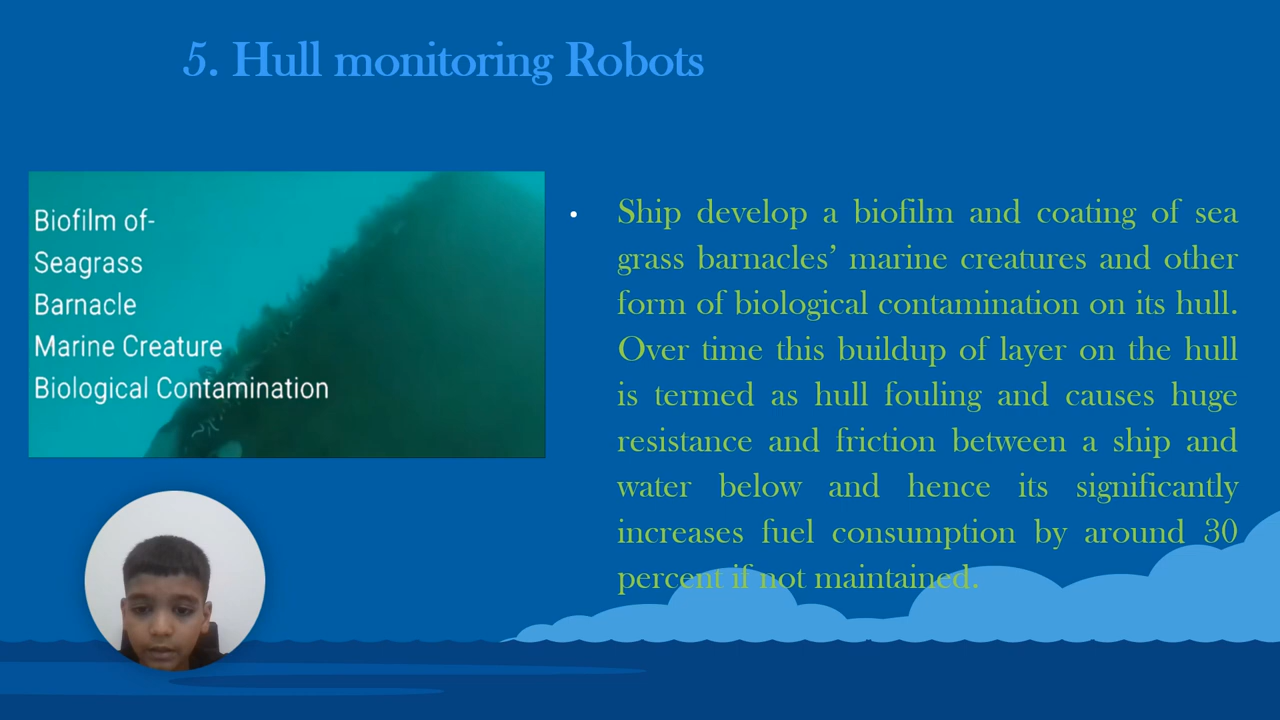 5. Hull monitoring Robots
Biofilm of-
Seagrass
Barnacle
Marine Creature
Biological Contamination
• Ship develop a biofilm and coating of sea
grass barnacles’ marine creatures and other
form of biological contamination on its hull.
Over time this buildup of layer on the hull
is termed as hull fouling and causes huge
resistance and friction between a ship and
water below and hence its significantly
increases fuel consumption by around 30
percent if not maintained.